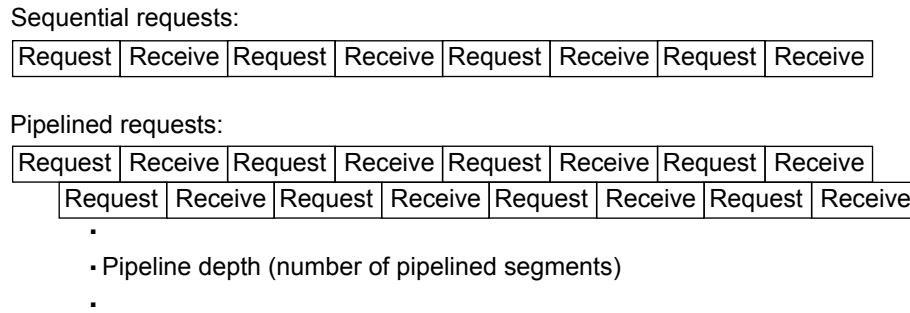 Sequential requests:
Request Receive Request Receive Request Receive Request Receive
Pipelined requests:
Request Receive Request Receive Request Receive Request Receive
Request Receive Request Receive Request Receive Request Receive
▪
▪ Pipeline depth (number of pipelined segments)
▪